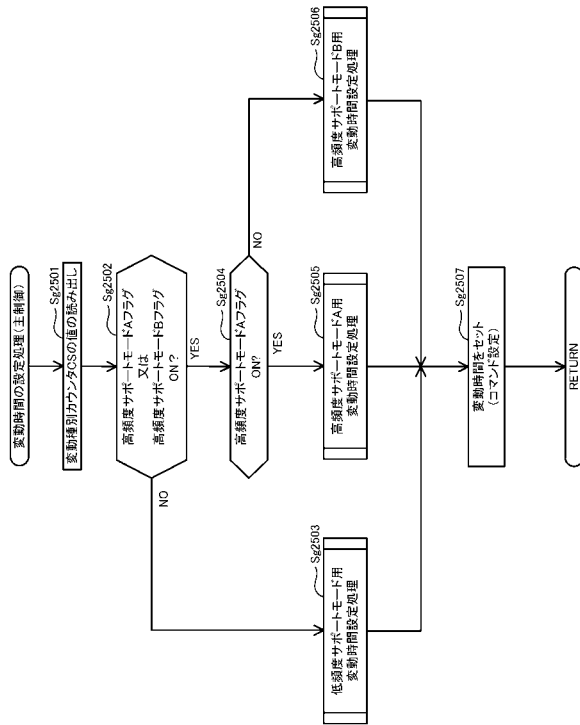 変動時間の設定処理(主制御)
Sg2501
変動種別カウンタCSの値の読み出し
Sg2502
高頻度サポートモードAフラグ
又は
高頻度サポートモードBフラグ
ON?
NO
YES
Sg2504
高頻度サポートモードAフラグ
ON?
NO
YES
Sg2503
低頻度サポートモード用
変動時間設定処理
Sg2505
高頻度サポートモードA用
変動時間設定処理
Sg2506
高頻度サポートモードB用
変動時間設定処理
Sg2507
変動時間をセット
(コマンド設定)
RETURN